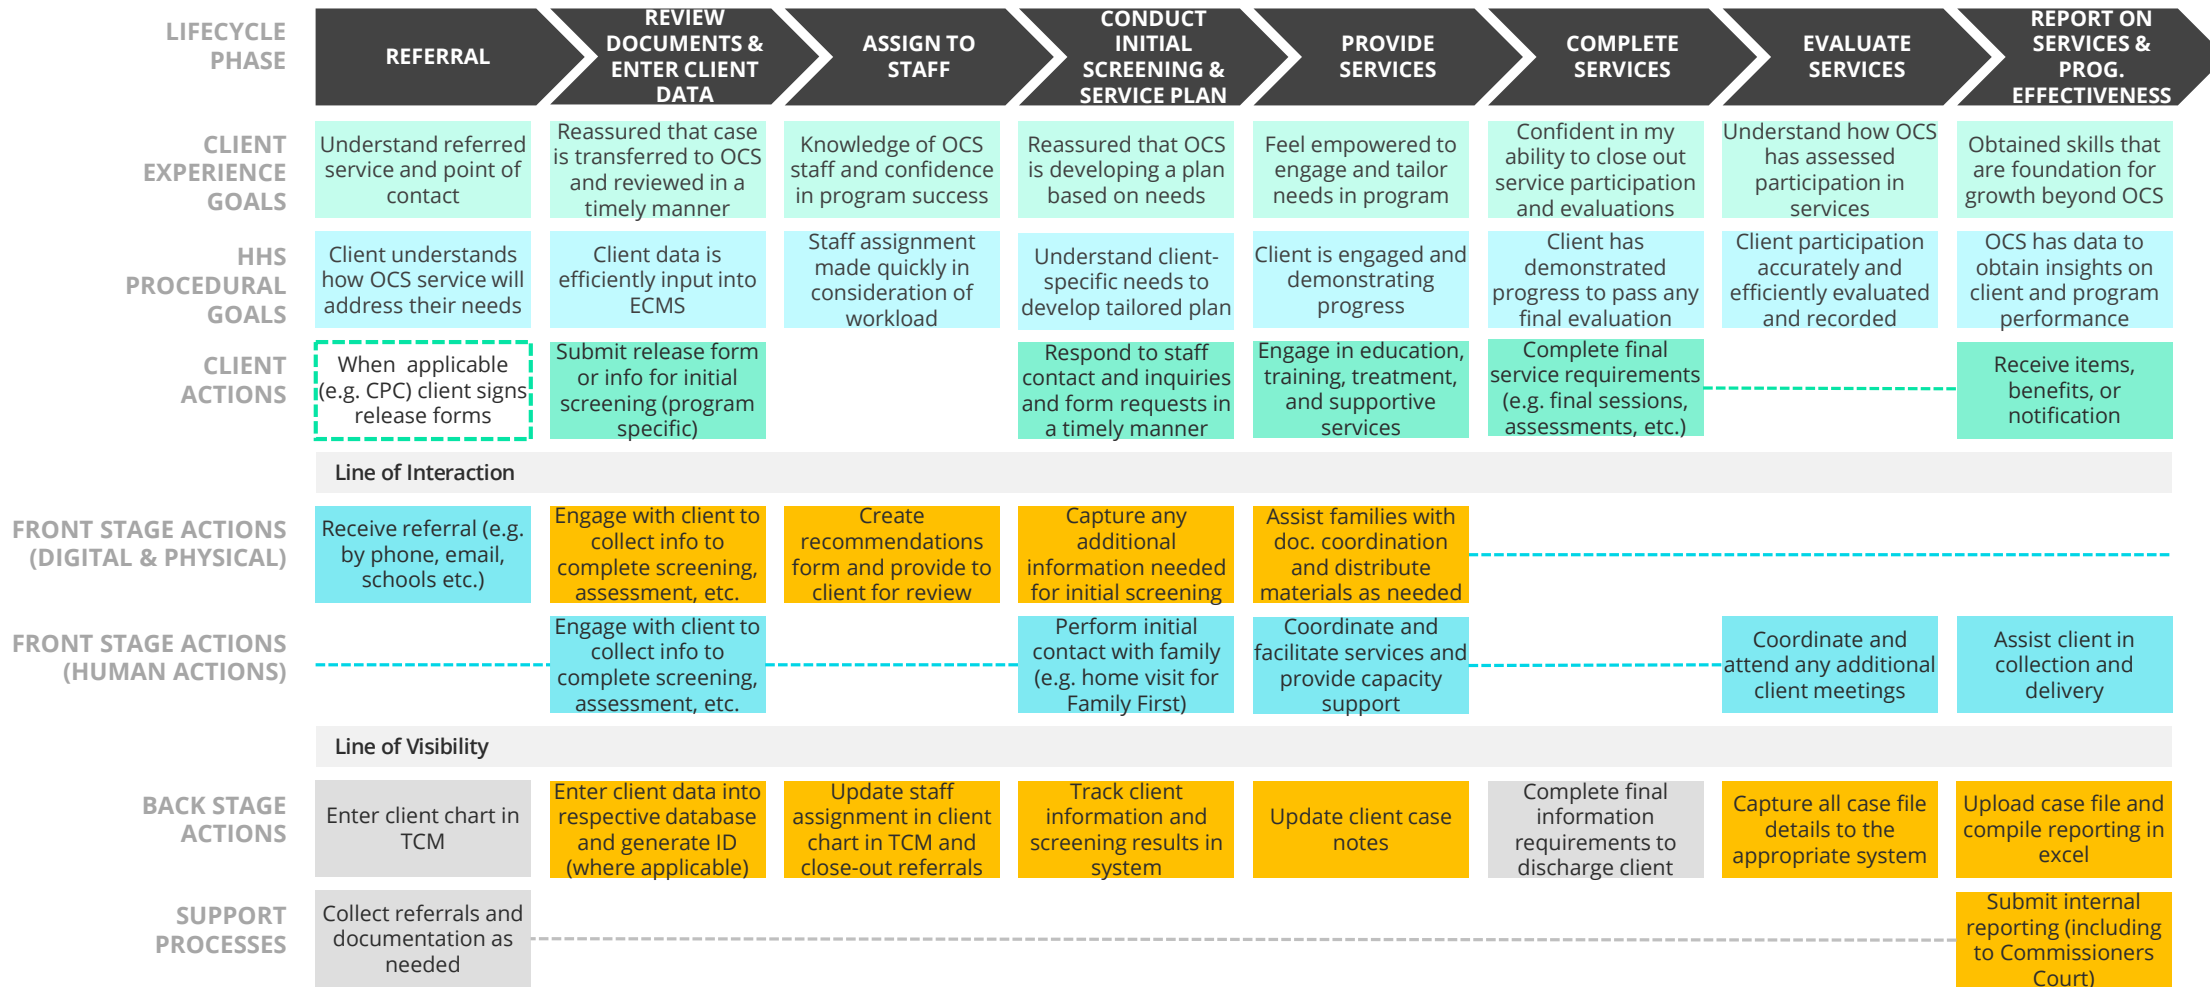 LIFECYCLE
PHASE
REFERRAL
REVIEW
DOCUMENTS &
ENTER CLIENT
DATA
ASSIGN TO
STAFF
CONDUCT
INITIAL
SCREENING &
SERVICE PLAN
PROVIDE
SERVICES
COMPLETE
SERVICES
EVALUATE
SERVICES
REPORT ON
SERVICES &
PROG.
EFFECTIVENESS
CLIENT
EXPERIENCE
GOALS
Understand referred
service and point of
contact
Reassured that case
is transferred to OCS
and reviewed in a
timely manner
Knowledge of OCS
staff and confidence
in program success
Reassured that OCS
is developing a plan
based on needs
Feel empowered to
engage and tailor
needs in program
Confident in my
ability to close out
service participation
and evaluations
Understand how OCS
has assessed
participation in
services
Obtained skills that
are foundation for
growth beyond OCS
HHS
PROCEDURAL
GOALS
Client understands
how OCS service will
address their needs
Client data is
efficiently input into
ECMS
Staff assignment
made quickly in
consideration of
workload
Understand client-
specific needs to
develop tailored plan
Client is engaged and
demonstrating
progress
Client has
demonstrated
progress to pass any
final evaluation
Client participation
accurately and
efficiently evaluated
and recorded
OCS has data to
obtain insights on
client and program
performance
CLIENT
ACTIONS
When applicable
(e.g. CPC) client signs
release forms
Submit release form
or info for initial
screening (program
specific)
Respond to staff
contact and inquiries
and form requests in
a timely manner
Engage in education,
training, treatment,
and supportive
services
Complete final
service requirements
(e.g. final sessions,
assessments, etc.)
Receive items,
benefits, or
notification
Line of Interaction
FRONT STAGE ACTIONS
(DIGITAL & PHYSICAL)
Receive referral (e.g.
by phone, email,
schools etc.)
Engage with client to
collect info to
complete screening,
assessment, etc.
Create
recommendations
form and provide to
client for review
Capture any
additional
information needed
for initial screening
Assist families with
doc. coordination
and distribute
materials as needed
FRONT STAGE ACTIONS
(HUMAN ACTIONS)
Engage with client to
collect info to
complete screening,
assessment, etc.
Perform initial
contact with family
(e.g. home visit for
Family First)
Coordinate and
facilitate services and
provide capacity
support
Coordinate and
attend any additional
client meetings
Assist client in
collection and
delivery
Line of Visibility
BACK STAGE
ACTIONS
Enter client chart in
TCM
Enter client data into
respective database
and generate ID
(where applicable)
Update staff
assignment in client
chart in TCM and
close-out referrals
Track client
information and
screening results in
system
Update client case
notes
Complete final
information
requirements to
discharge client
Capture all case file
details to the
appropriate system
Upload case file and
compile reporting in
excel
SUPPORT
PROCESSES
Collect referrals and
documentation as
needed
Submit internal
reporting (including
to Commissioners
Court)